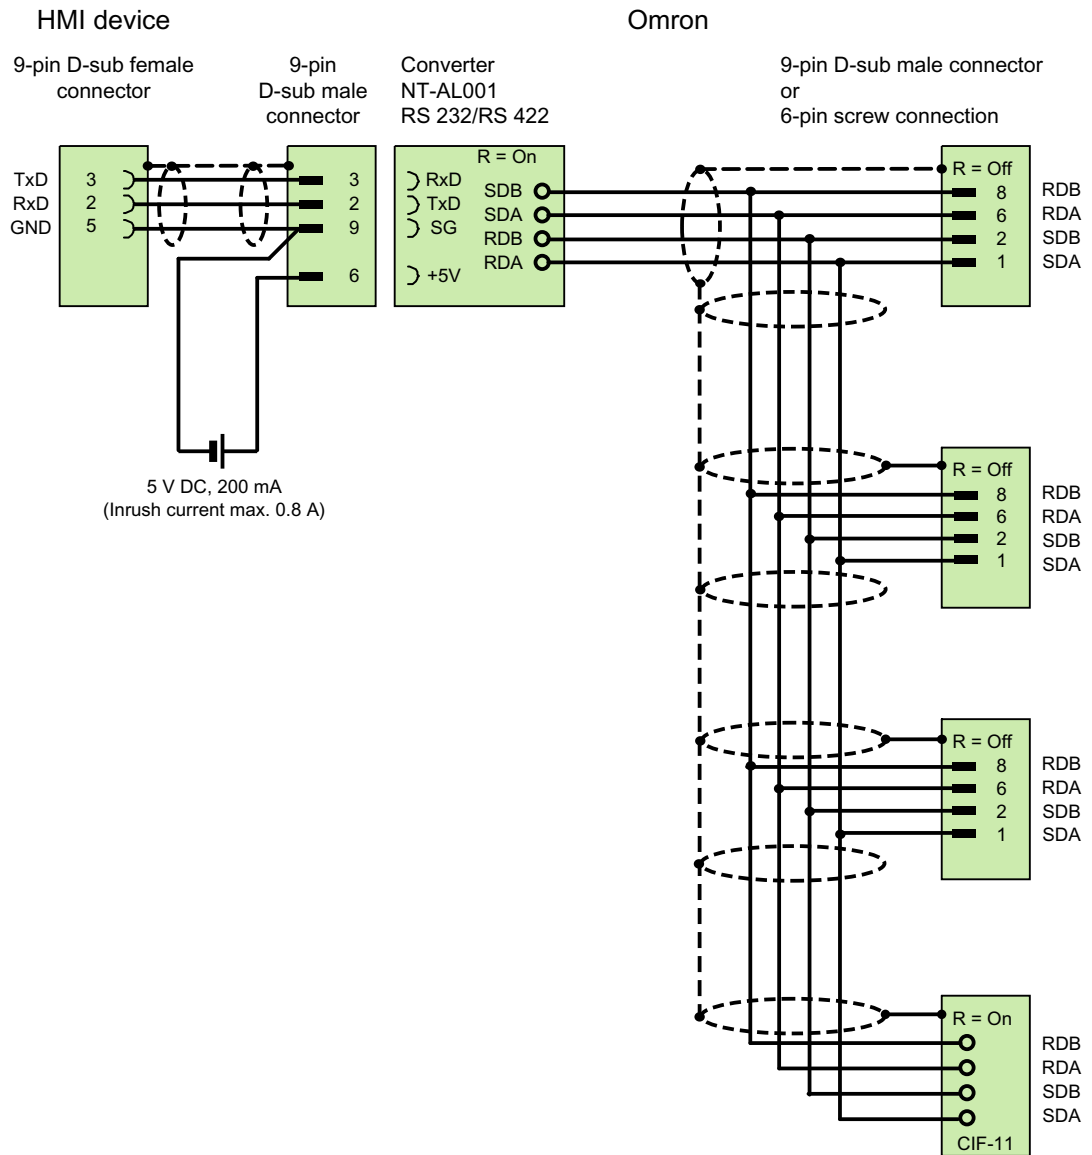 HMI device
Omron
9-pin D-sub female
connector
9-pin
D-sub male
connector
Converter
NT-AL001
RS 232/RS 422
9-pin D-sub male connector
or
6-pin screw connection
TxD 3
RxD 2
GND 5
3
2
9
6
R = On
RxD SDB
TxD SDA
SG RDB
RDA
+5V
R = Off
8 RDB
6 RDA
2 SDB
1 SDA
5 V DC, 200 mA
(Inrush current max. 0.8 A)
R = Off
8 RDB
6 RDA
2 SDB
1 SDA
R = Off
8 RDB
6 RDA
2 SDB
1 SDA
R = On
RDB
RDA
SDB
SDA
CIF-11